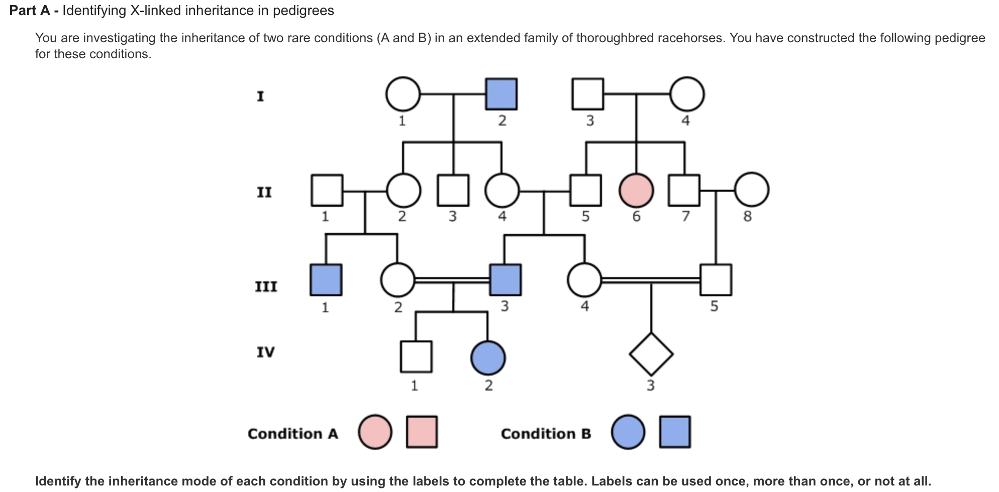 Part A - Identifying X-linked inheritance in pedigrees
You are investigating the inheritance of two rare conditions (A and B) in an extended family of thoroughbred racehorses. You have constructed the following pedigree
for these conditions.
I
1 2 3 4
II
1 2 3 4 5 6 7 8
III
1 2 3 4 5
IV
1 2 3
Condition A Condition B
Identify the inheritance mode of each condition by using the labels to complete the table. Labels can be used once, more than once, or not at all.